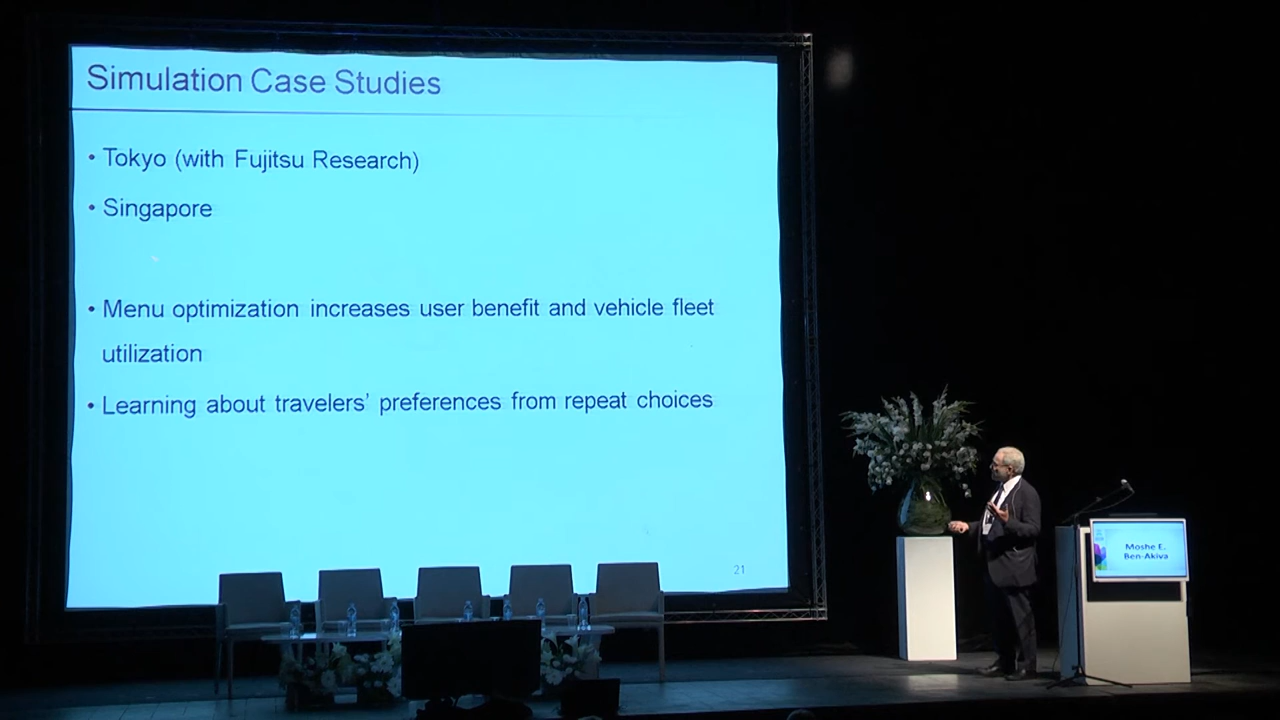 Simulation Case Studies
• Tokyo (with Fujitsu Research)
• Singapore
• Menu optimization increases user benefit and vehicle fleet
utilization
• Learning about travelers’ preferences from repeat choices
21
Moshe E.
Ben-Akiva